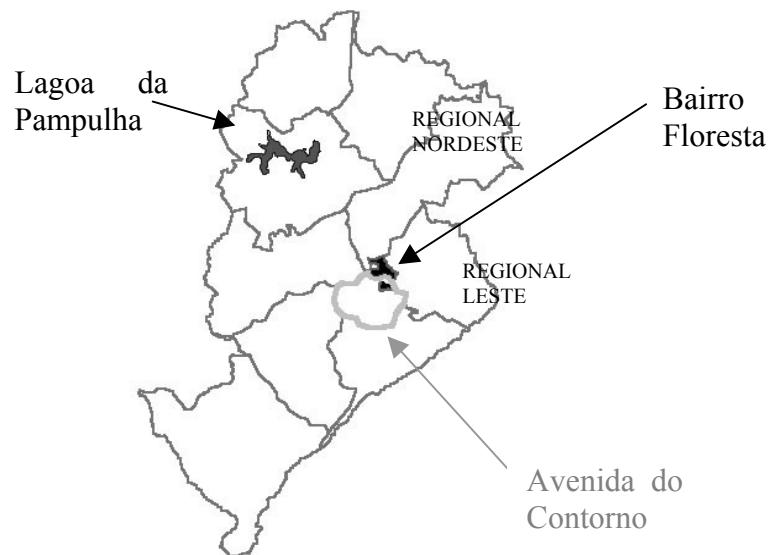 Lagoa da
Pampulha
Bairro
Floresta
REGIONAL
NORDESTE
REGIONAL
LESTE
Avenida do
Contorno